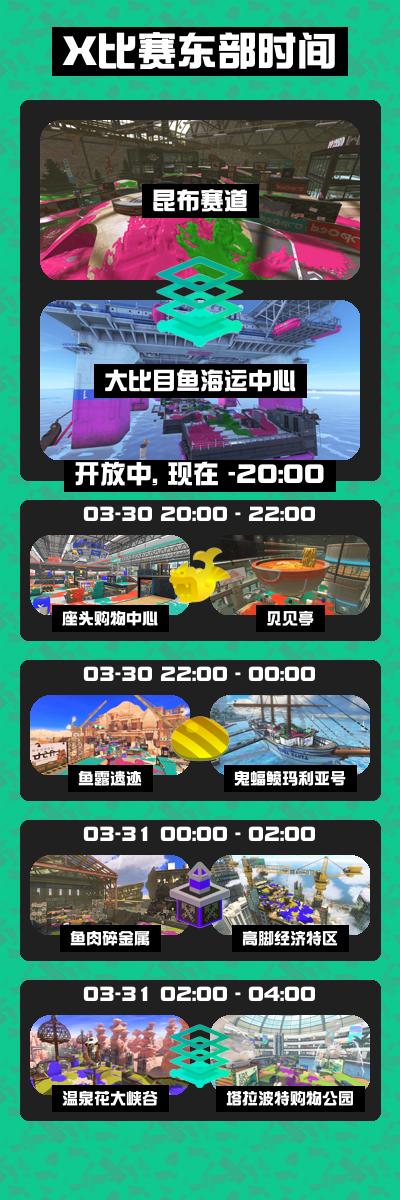 X比赛东部时间
昆布赛道
大比目鱼海运中心
开放中, 现在 -20:00
03-30 20:00 - 22:00
座头购物中心
贝贝亭
03-30 22:00 - 00:00
鱼露遗迹
鬼蝠鲼玛利亚号
03-31 00:00 - 02:00
鱼肉碎金属
高脚经济特区
03-31 02:00 - 04:00
温泉花大峡谷
塔拉波特购物公园